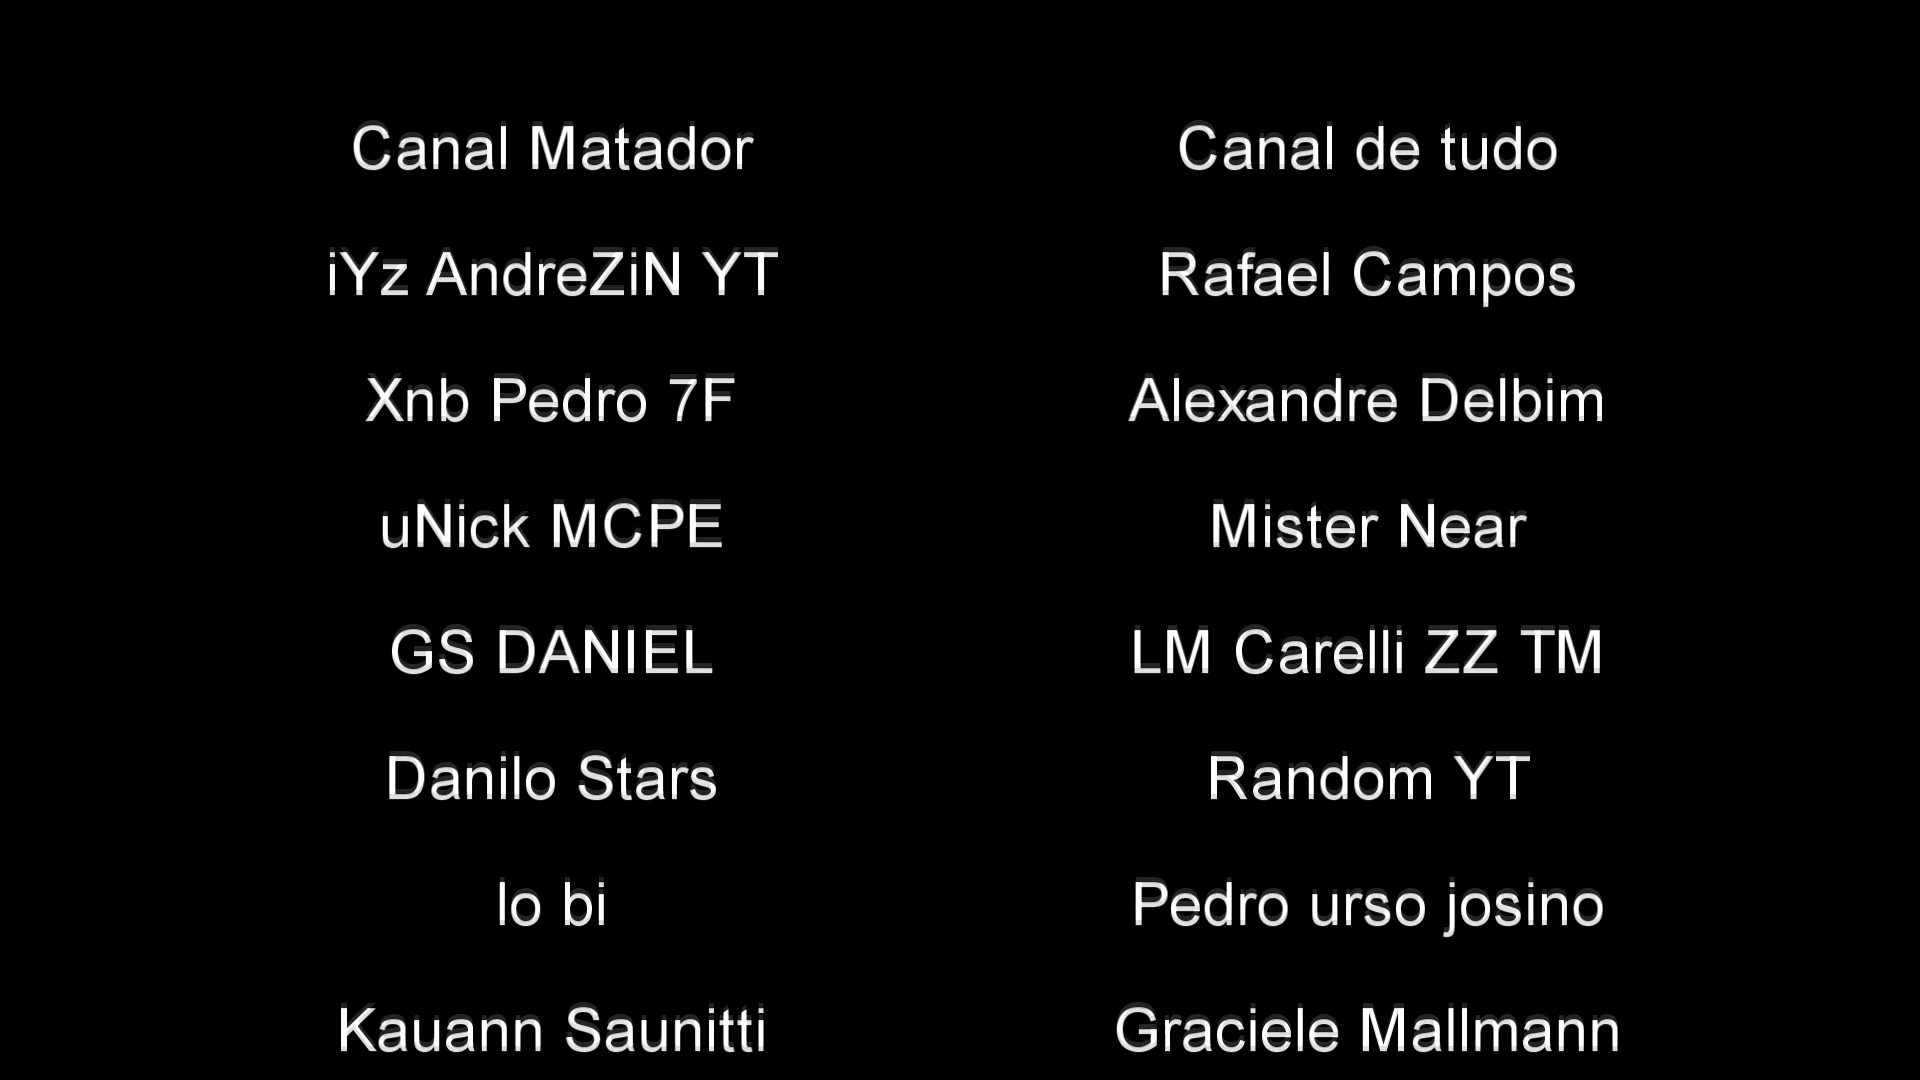 Canal Matador
Canal de tudo
iYz AndreZiN YT
Rafael Campos
Xnb Pedro 7F
Alexandre Delbim
uNick MCPE
Mister Near
GS DANIEL
LM Carelli ZZ TM
Danilo Stars
Random YT
lo bi
Pedro urso josino
Kauann Saunitti
Graciele Mallmann